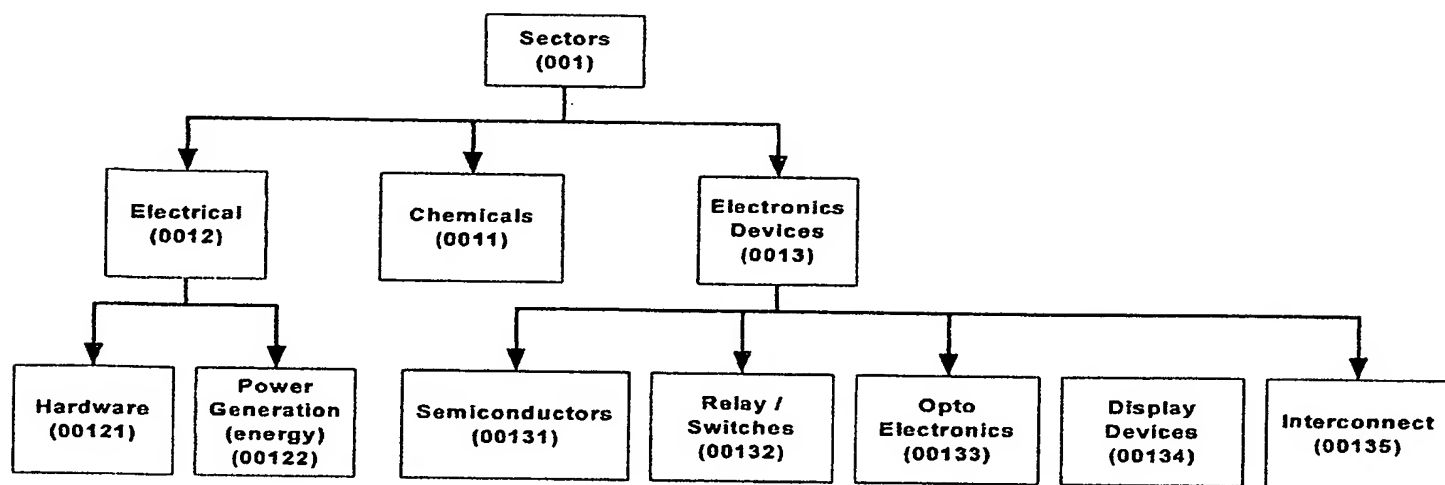 Sectors
(001)
Electrical
(0012)
Chemicals
(0011)
Electronics
Devices
(0013)
Hardware
(00121)
Power
Generation
(energy)
(00122)
Semiconductors
(00131)
Relay /
Switches
(00132)
Opto
Electronics
(00133)
Display
Devices
(00134)
Interconnect
(00135)